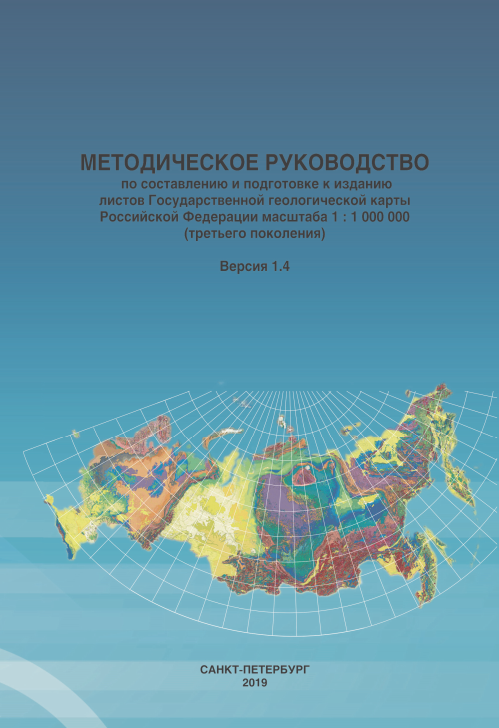 МЕТОДИЧЕСКОЕ РУКОВОДСТВО
по составлению и подготовке к изданию
листов Государственной геологической карты
Российской Федерации масштаба 1 : 1 000 000
(третьего поколения)
Версия 1.4
САНКТ-ПЕТЕРБУРГ
2019